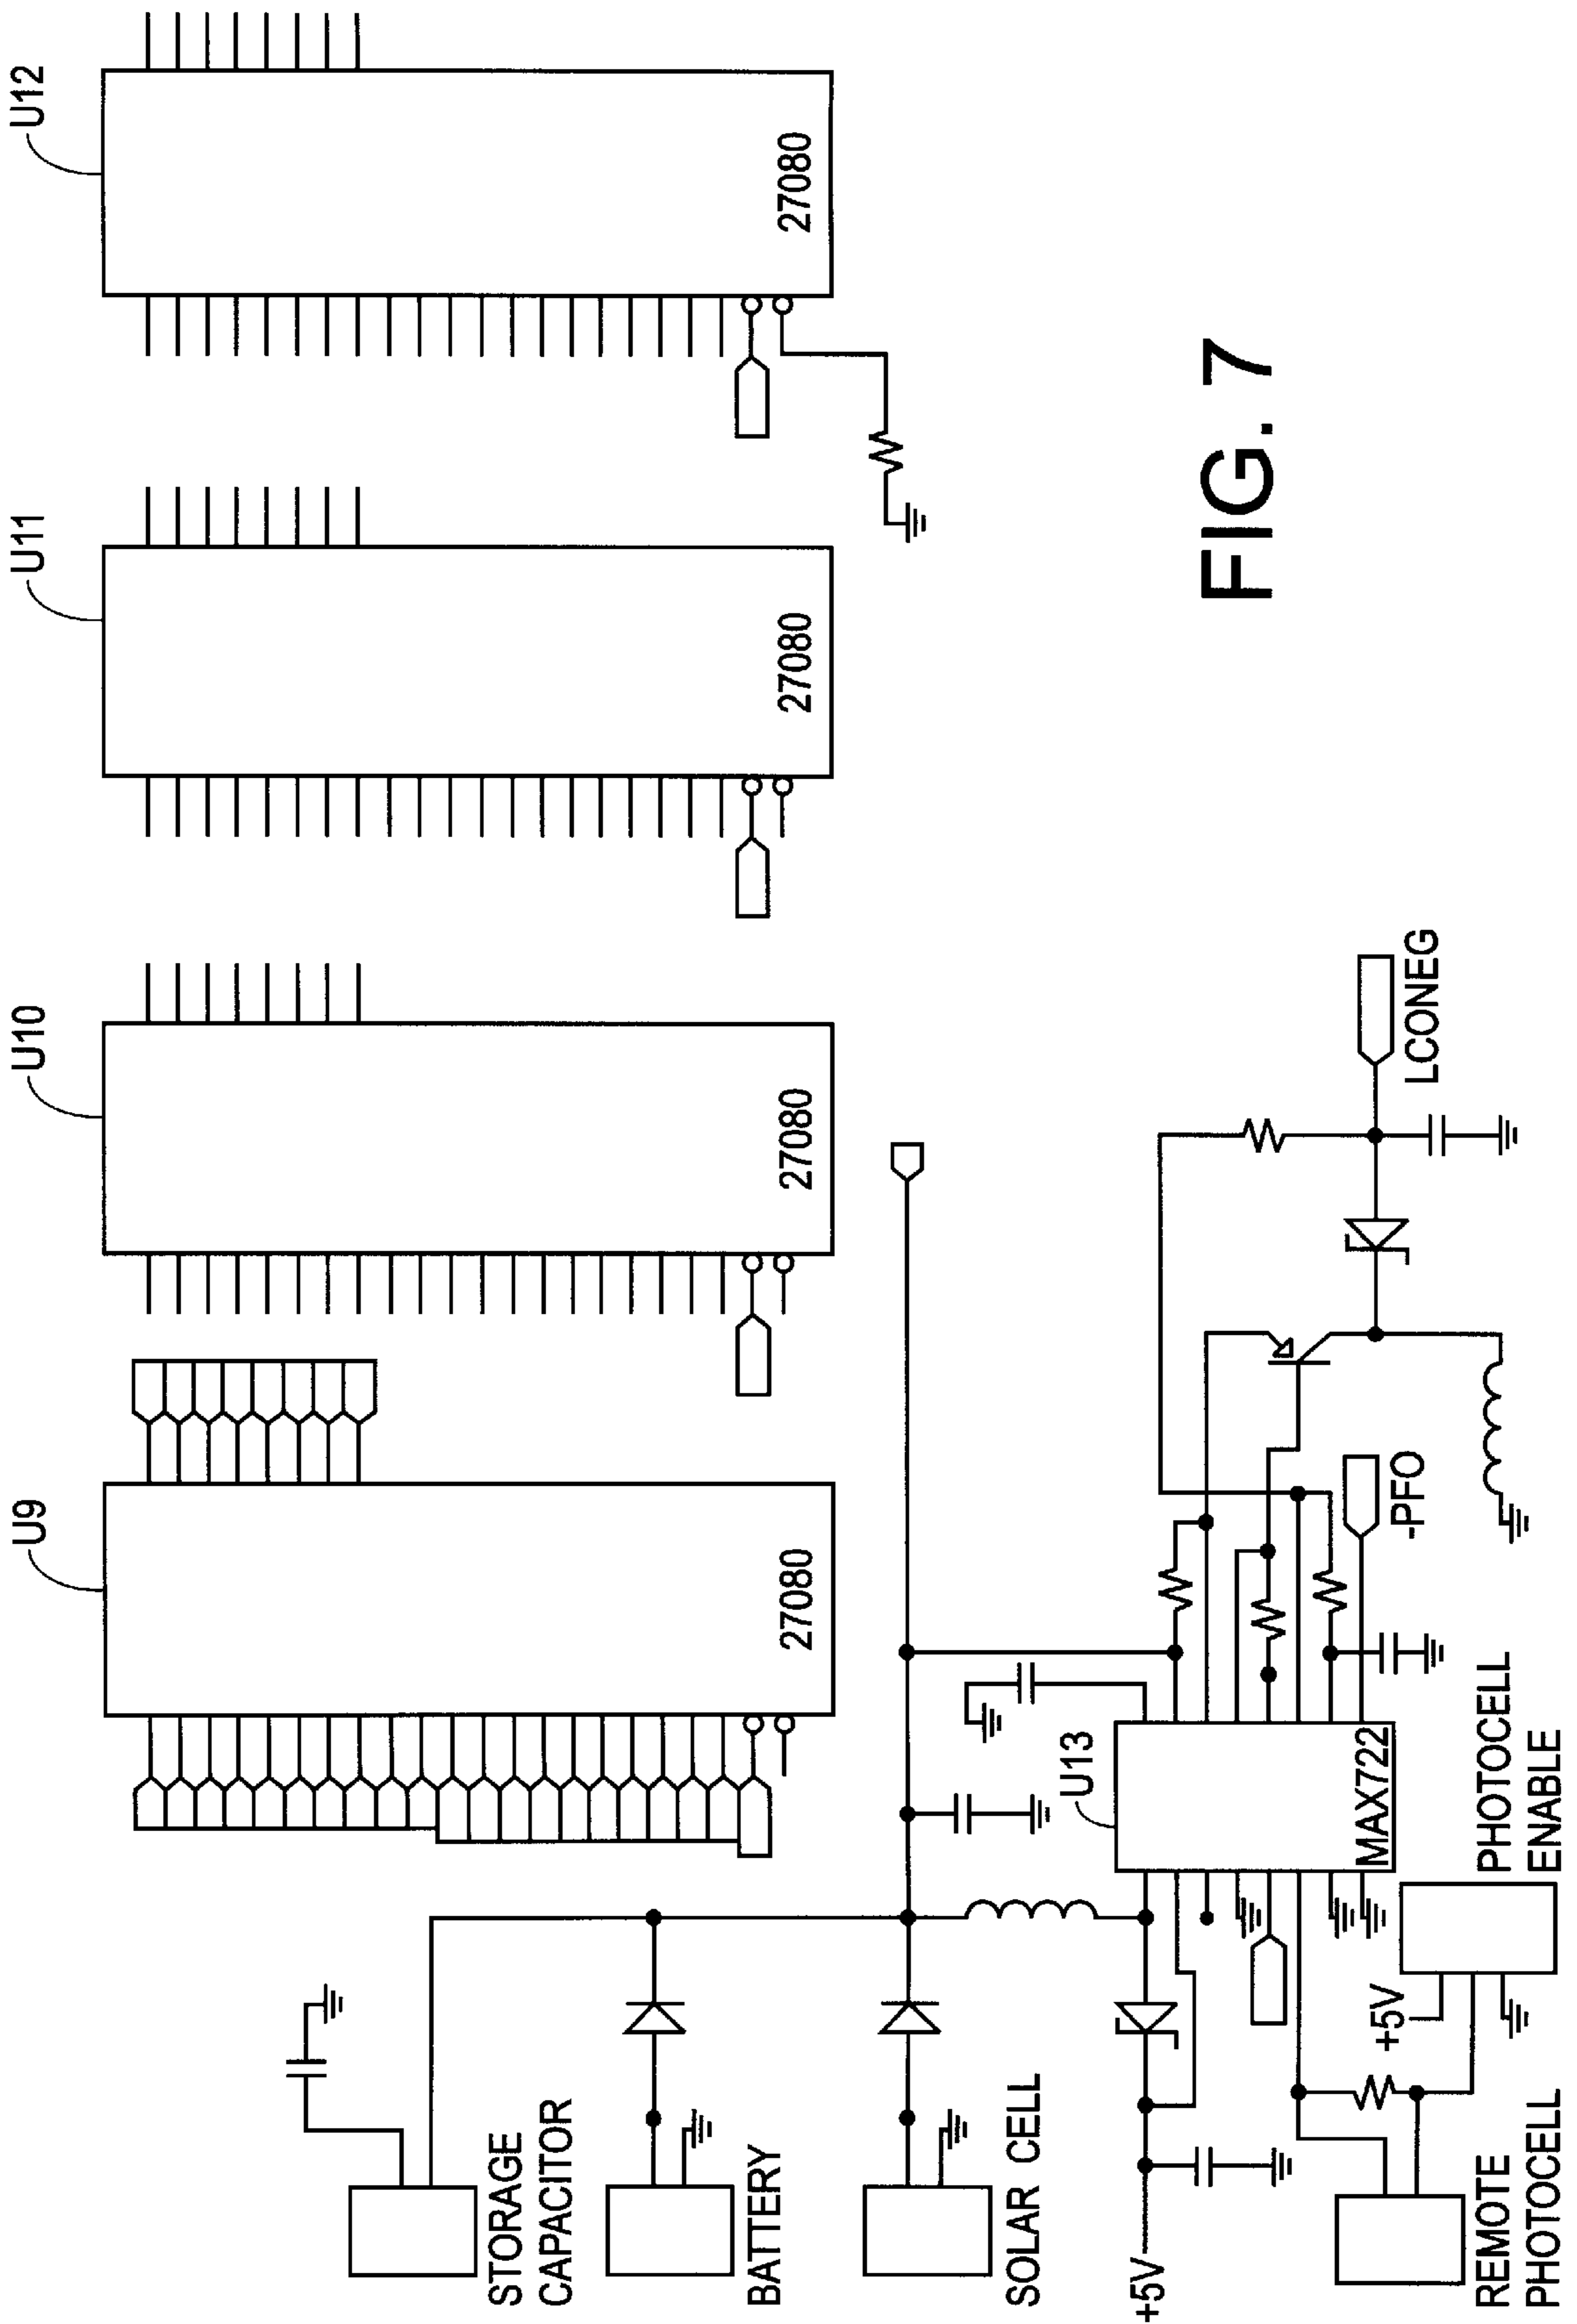 U9
U10
U11
U12
27080
27080
27080
27080
STORAGE
CAPACITOR
BATTERY
SOLAR CELL
+5V
REMOTE
PHOTOCELL
+5V
PHOTOCELL
ENABLE
U13
MAX722
-PFO
LCONEG
FIG. 7